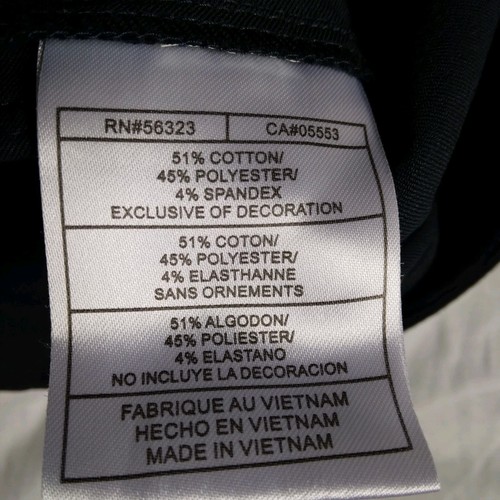 RN#56323 CA#05553
51% COTTON/
45% POLYESTER/
4% SPANDEX
EXCLUSIVE OF DECORATION
51% COTON/
45% POLYESTER/
4% ELASTHANNE
SANS ORNEMENTS
51% ALGODON/
45% POLIESTER/
4% ELASTANO
NO INCLUYE LA DECORACION
FABRIQUE AU VIETNAM
HECHO EN VIETNAM
MADE IN VIETNAM